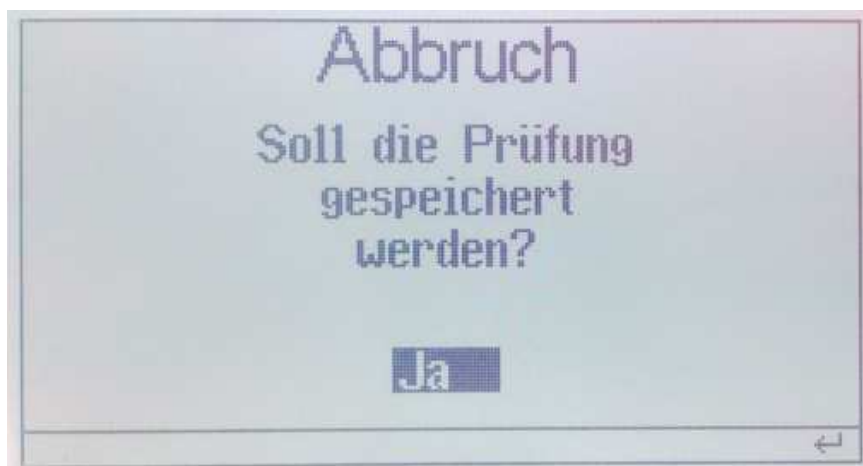 Abbruch
Soll die Prüfung
gespeichert
werden?
Ja